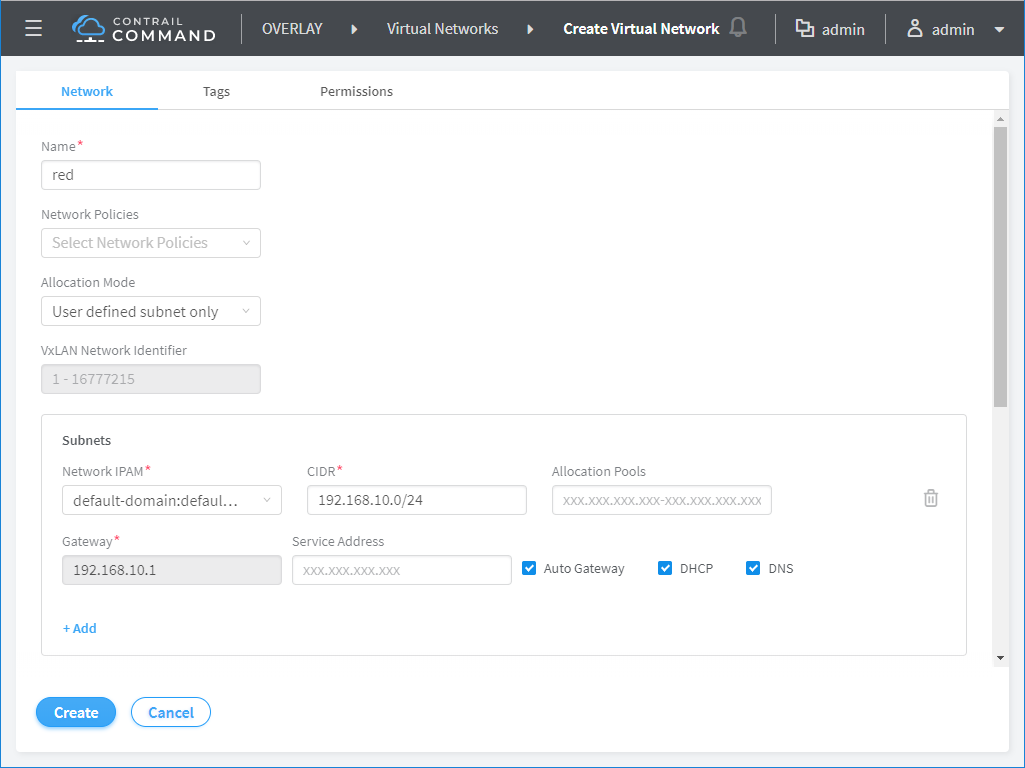 CONTRAIL
COMMAND
OVERLAY
Virtual Networks
Create Virtual Network
admin
admin
Network
Tags
Permissions
Name*
red
Network Policies
Select Network Policies
Allocation Mode
User defined subnet only
VxLAN Network Identifier
1 - 16777215
Subnets
Network IPAM*
CIDR*
Allocation Pools
default-domain:defaul...
192.168.10.0/24
xxx.xxx.xxx.xxx-xxx.xxx.xxx.xxx
Gateway*
Service Address
192.168.10.1
xxx.xxx.xxx.xxx
Auto Gateway
DHCP
DNS
+ Add
Create
Cancel